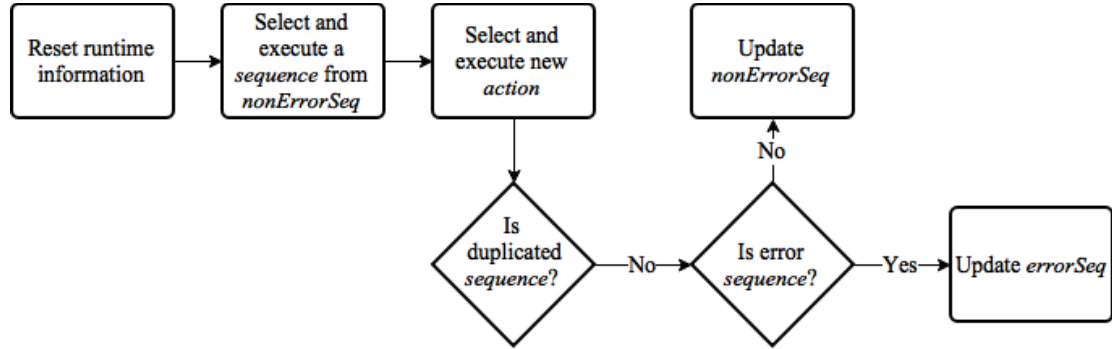 Reset runtime
information
Select and
execute a
sequence from
nonErrorSeq
Select and
execute new
action
Update
nonErrorSeq
No
Is
duplicated
sequence?
No
Is error
sequence?
Yes
Update errorSeq